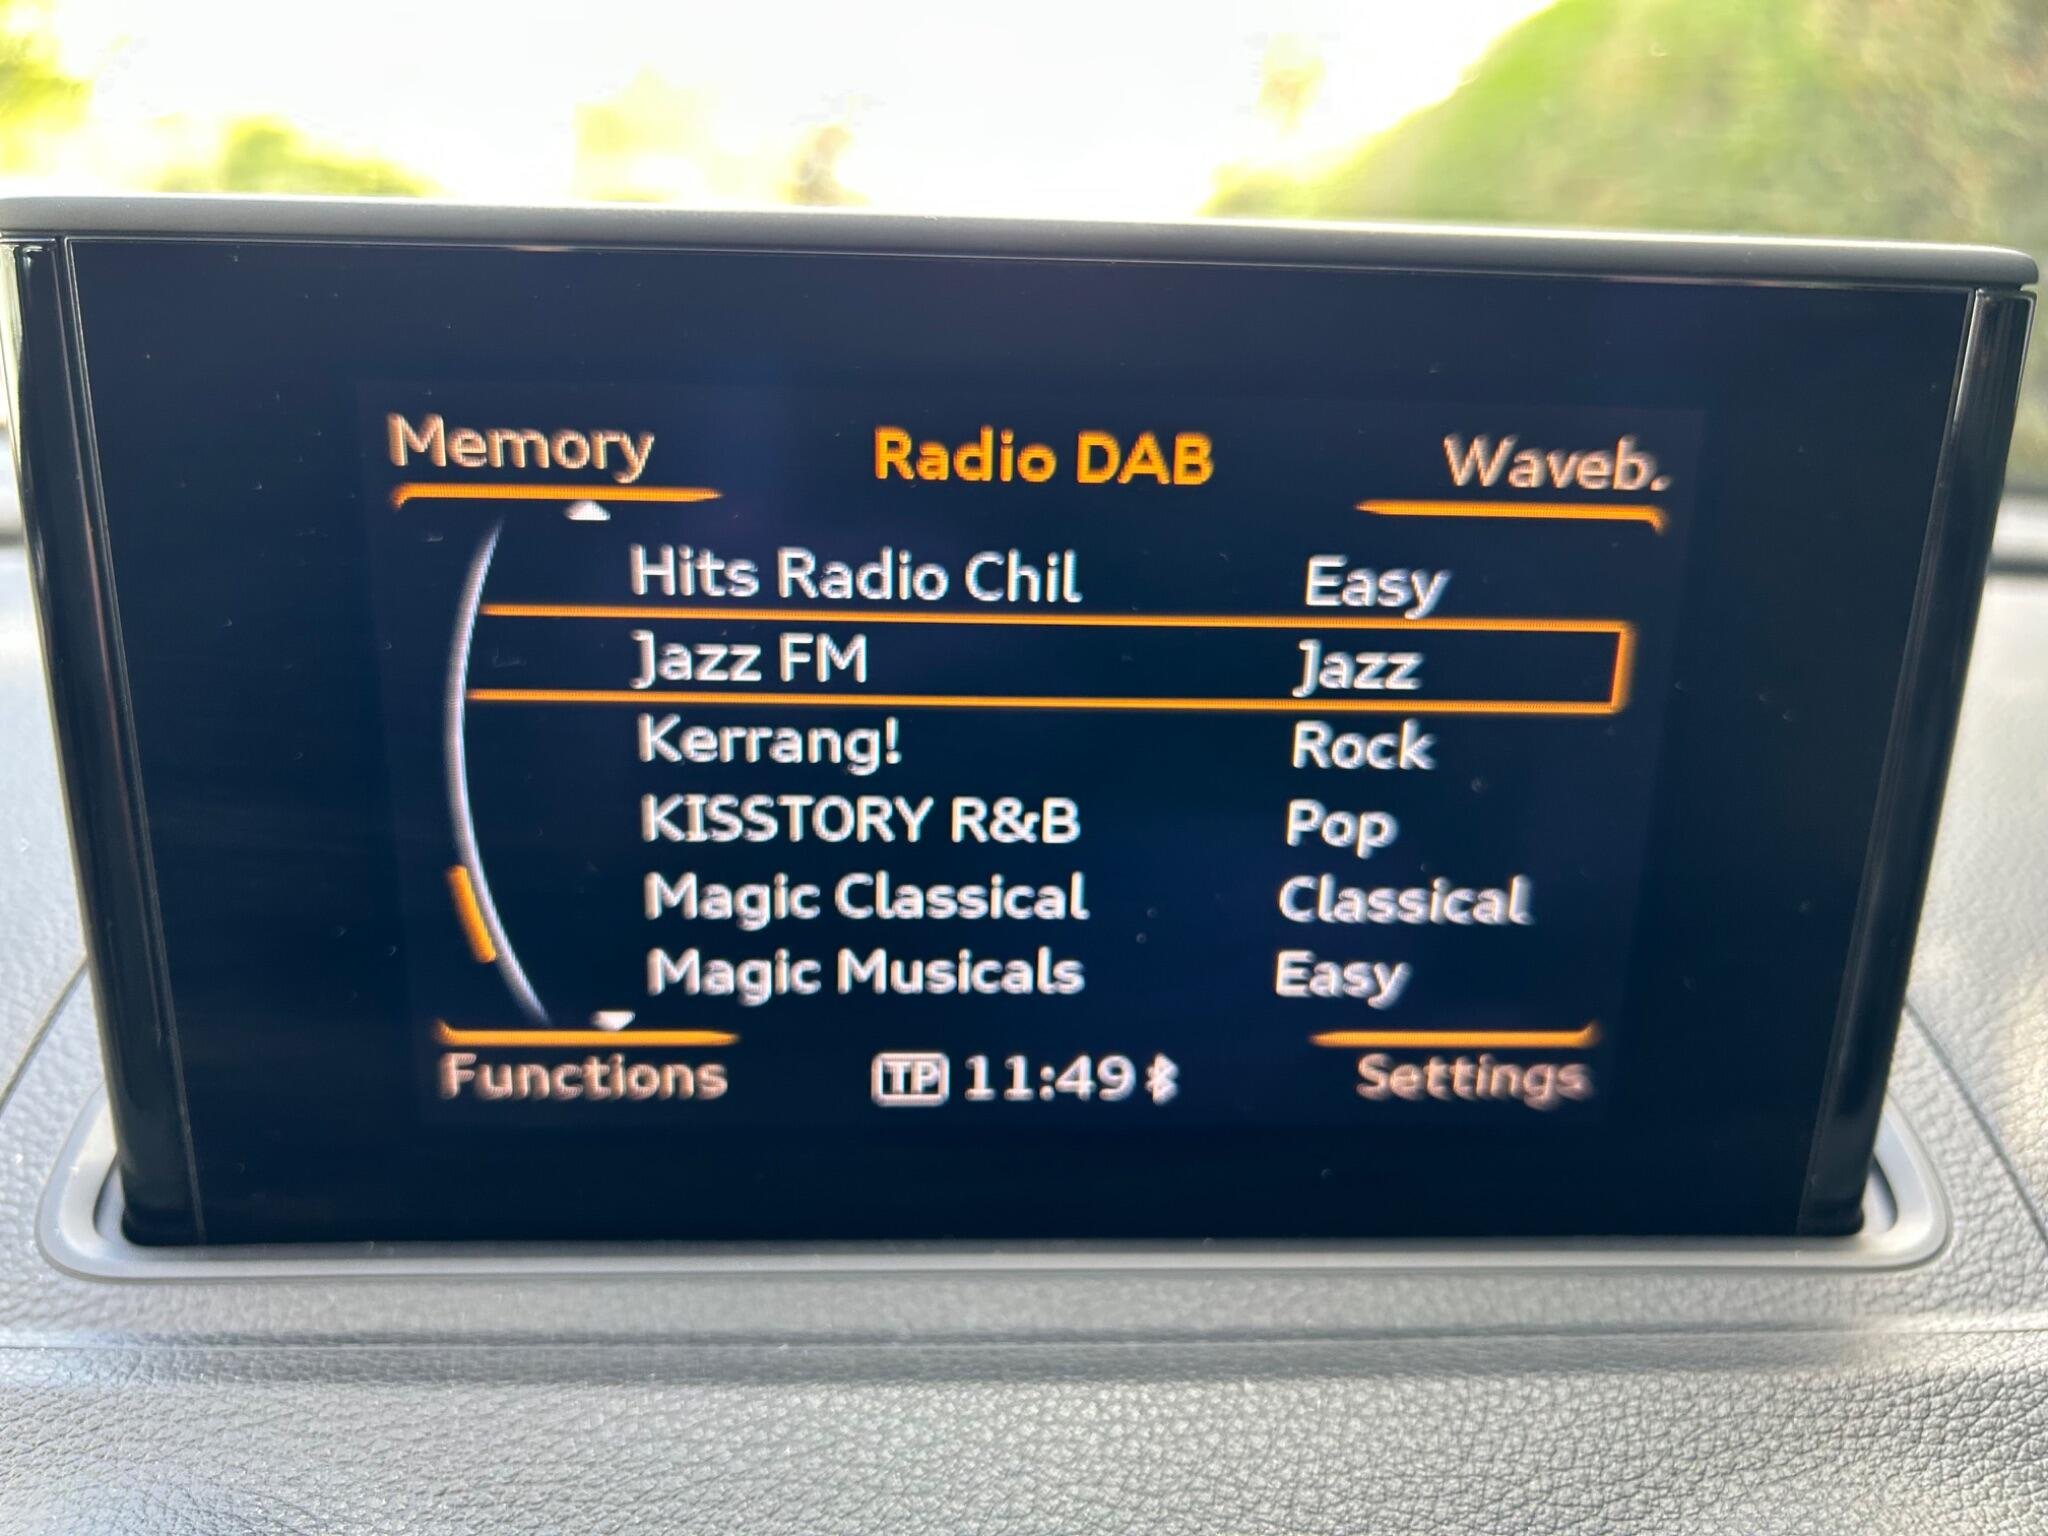 Memory Radio DAB Waveb.
Hits Radio Chil Easy
Jazz FM Jazz
Kerrang! Rock
KISSTORY R&B Pop
Magic Classical Classical
Magic Musicals Easy
Functions TP 11:49 Settings